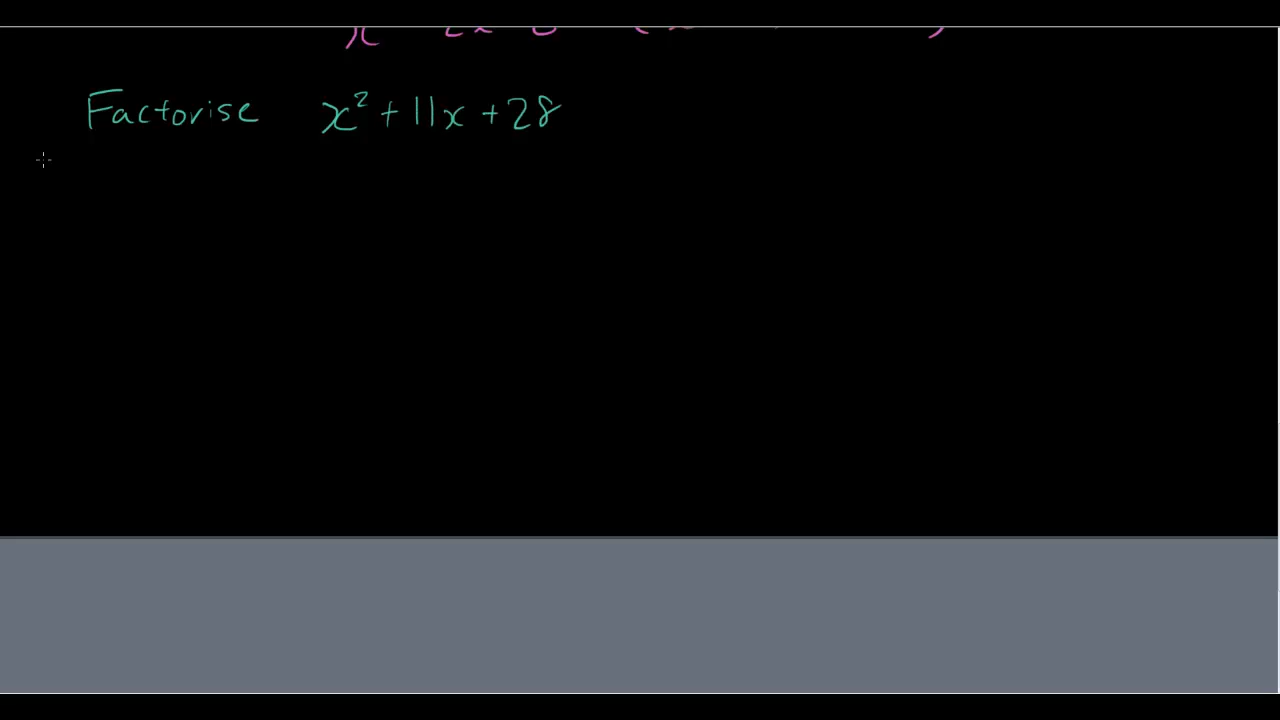 Factorise x² + 11x + 28